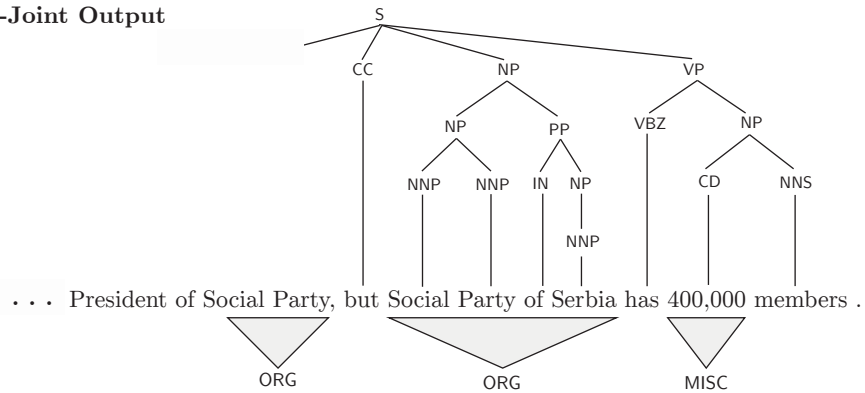 -Joint Output
S
CC NP VP
NP PP VBZ NP
NNP NNP IN NP CD NNS
NNP
. . . President of Social Party, but Social Party of Serbia has 400,000 members .
ORG ORG MISC